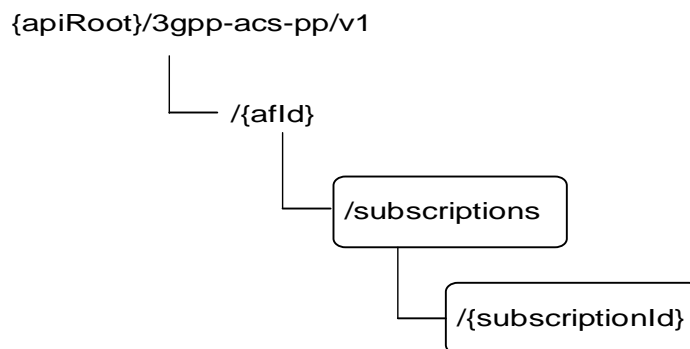 {apiRoot}/3gpp-acs-pp/v1
/{afId}
/subscriptions
/{subscriptionId}